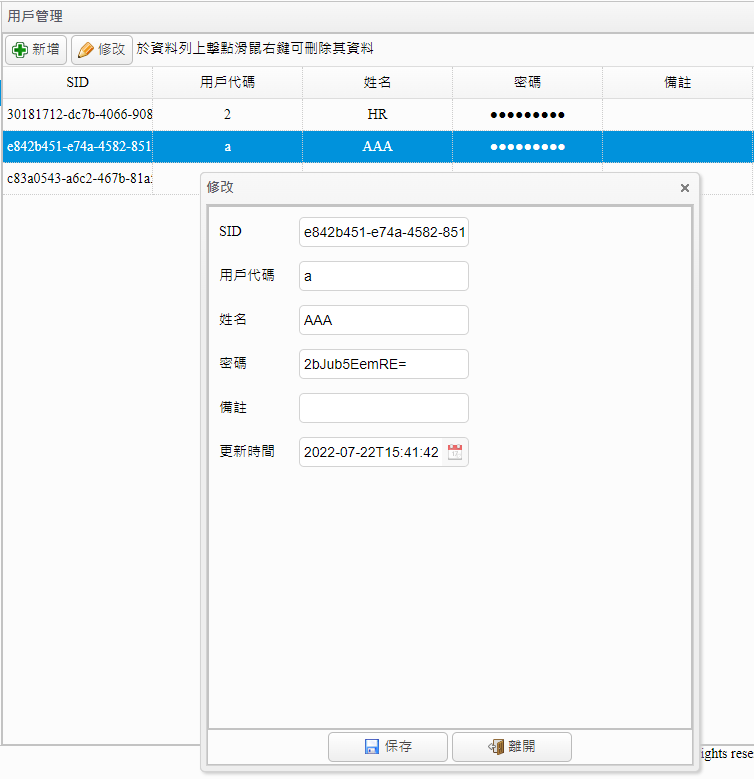 用戶管理
新增 修改 於資料列上擊點滑鼠右鍵可刪除其資料
SID 用戶代碼 姓名 密碼 備註
30181712-dc7b-4066-908 2 HR ●●●●●●●●●
e842b451-e74a-4582-851 a AAA ●●●●●●●●●
c83a0543-a6c2-467b-81a
修改
SID e842b451-e74a-4582-851
用戶代碼 a
姓名 AAA
密碼 2bJub5EemRE=
備註
更新時間 2022-07-22T15:41:42
保存 離開
ights rese